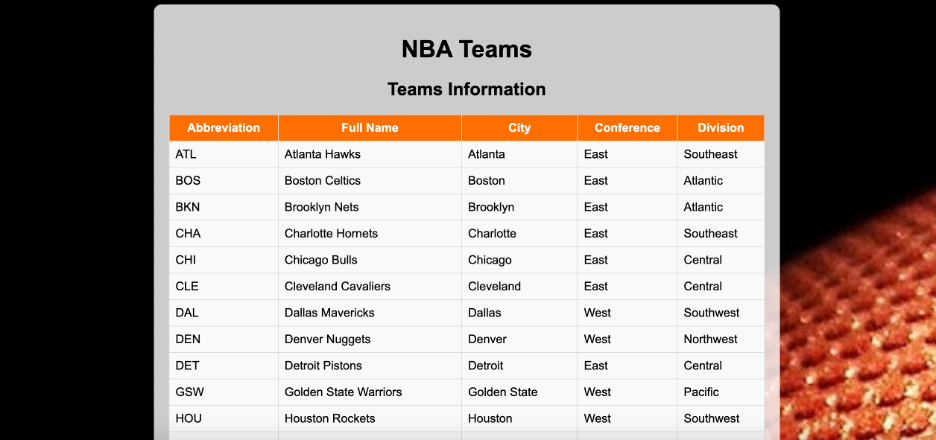 NBA Teams
Teams Information
Abbreviation Full Name City Conference Division
ATL Atlanta Hawks Atlanta East Southeast
BOS Boston Celtics Boston East Atlantic
BKN Brooklyn Nets Brooklyn East Atlantic
CHA Charlotte Hornets Charlotte East Southeast
CHI Chicago Bulls Chicago East Central
CLE Cleveland Cavaliers Cleveland East Central
DAL Dallas Mavericks Dallas West Southwest
DEN Denver Nuggets Denver West Northwest
DET Detroit Pistons Detroit East Central
GSW Golden State Warriors Golden State West Pacific
HOU Houston Rockets Houston West Southwest